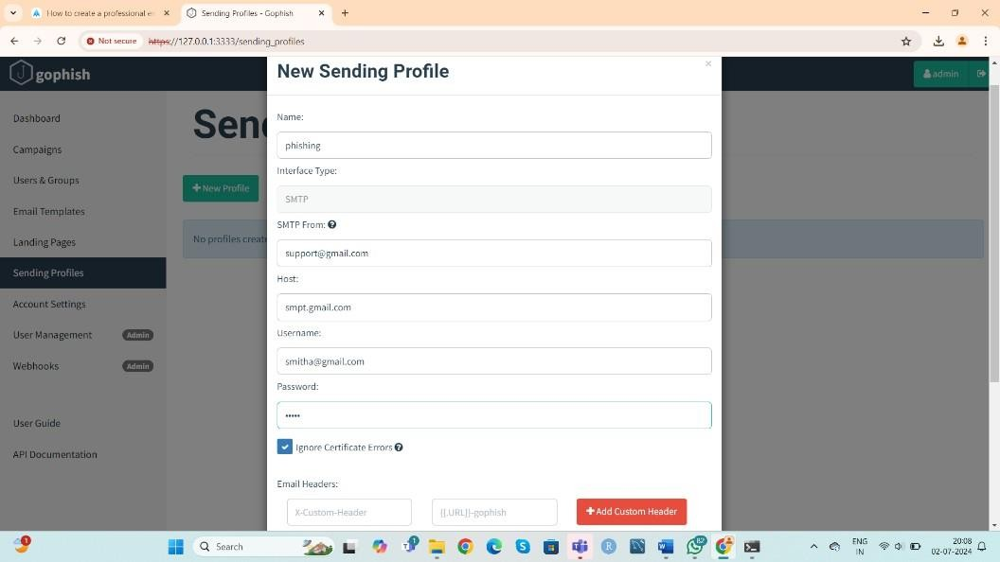 How to create a professional e
Sending Profiles - Gophish
Not secure
https://127.0.0.1:3333/sending_profiles
gophish
admin
Dashboard
Campaigns
Users & Groups
Email Templates
Landing Pages
Sending Profiles
Account Settings
User Management Admin
Webhooks Admin
User Guide
API Documentation
Sen
New Profile
No profiles creat
New Sending Profile
Name:
phishing
Interface Type:
SMTP
SMTP From:
support@gmail.com
Host:
smpt.gmail.com
Username:
smitha@gmail.com
Password:
•••••
Ignore Certificate Errors
Email Headers:
X-Custom-Header
{{.URL}}-gophish
+ Add Custom Header
1
Search
1
82
ENG
IN
20:08
02-07-2024